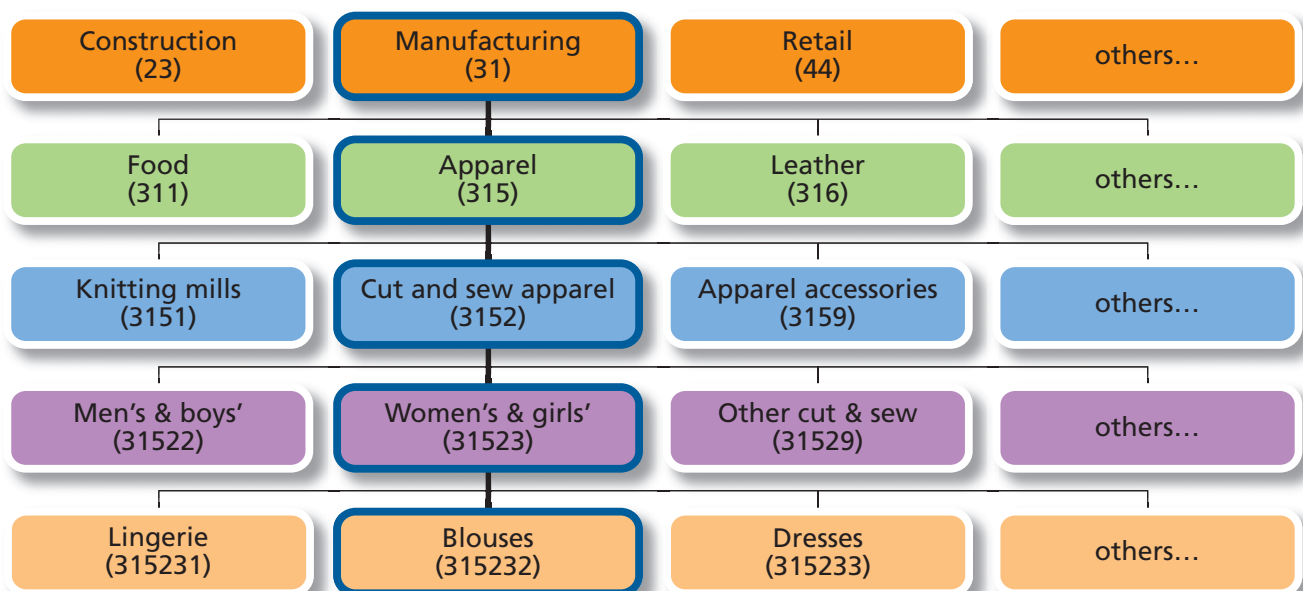 Construction
(23)
Manufacturing
(31)
Retail
(44)
others…
Food
(311)
Apparel
(315)
Leather
(316)
others…
Knitting mills
(3151)
Cut and sew apparel
(3152)
Apparel accessories
(3159)
others…
Men’s & boys’
(31522)
Women’s & girls’
(31523)
Other cut & sew
(31529)
others…
Lingerie
(315231)
Blouses
(315232)
Dresses
(315233)
others…